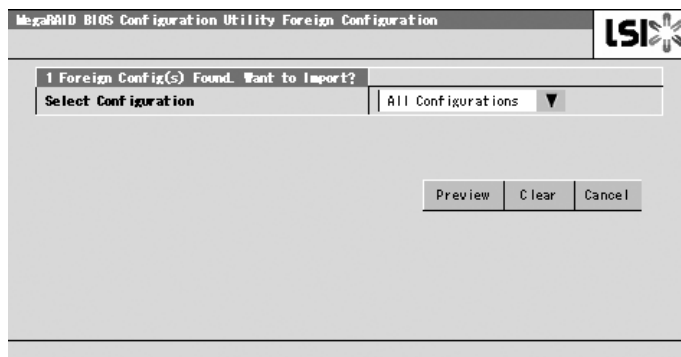 MegaRAID BIOS Configuration Utility Foreign Configuration
LSI
1 Foreign Config(s) Found. Want to Import?
Select Configuration
All Configurations
Preview Clear Cancel